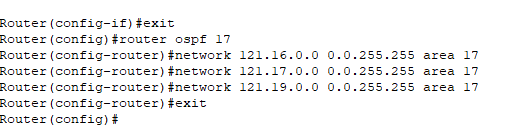 Router(config-if)#exit
Router(config)#router ospf 17
Router(config-router)#network 121.16.0.0 0.0.255.255 area 17
Router(config-router)#network 121.17.0.0 0.0.255.255 area 17
Router(config-router)#network 121.19.0.0 0.0.255.255 area 17
Router(config-router)#exit
Router(config)#